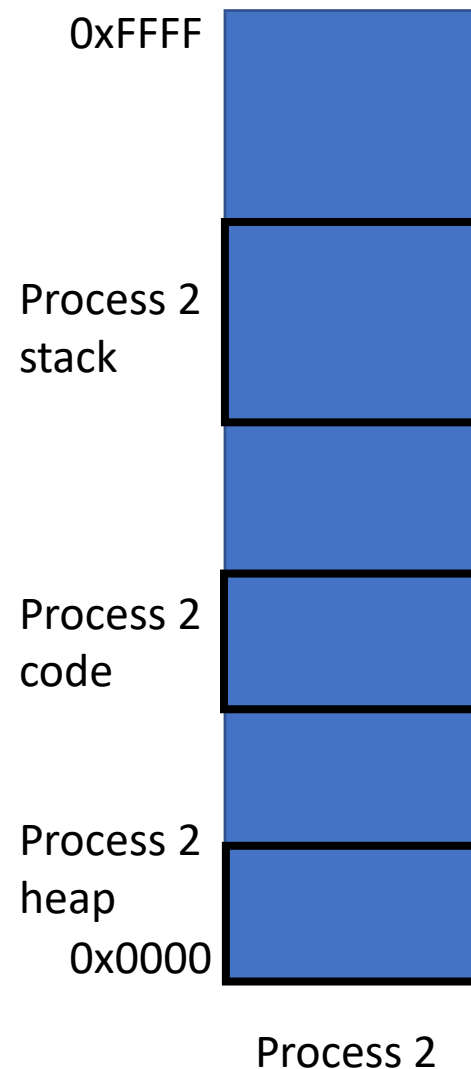 0xFFFF
Process 2
stack
Process 2
code
Process 2
heap
0x0000
Process 2